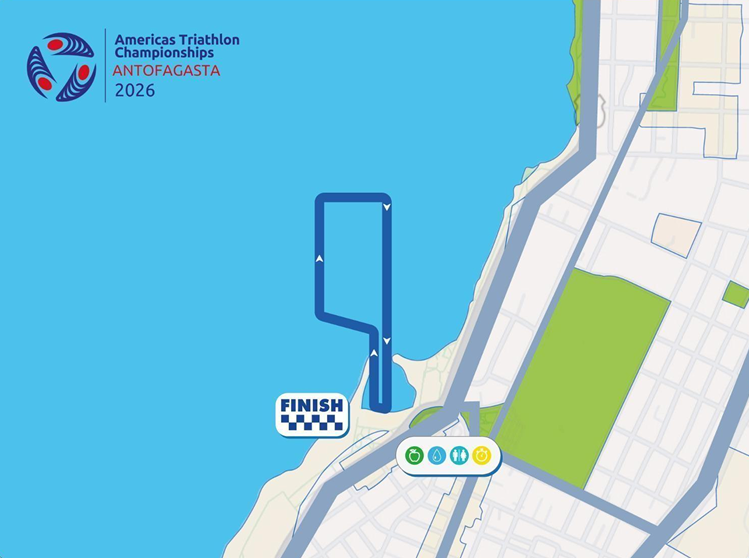 Americas Triathlon
Championships
ANTOFAGASTA
2026
FINISH